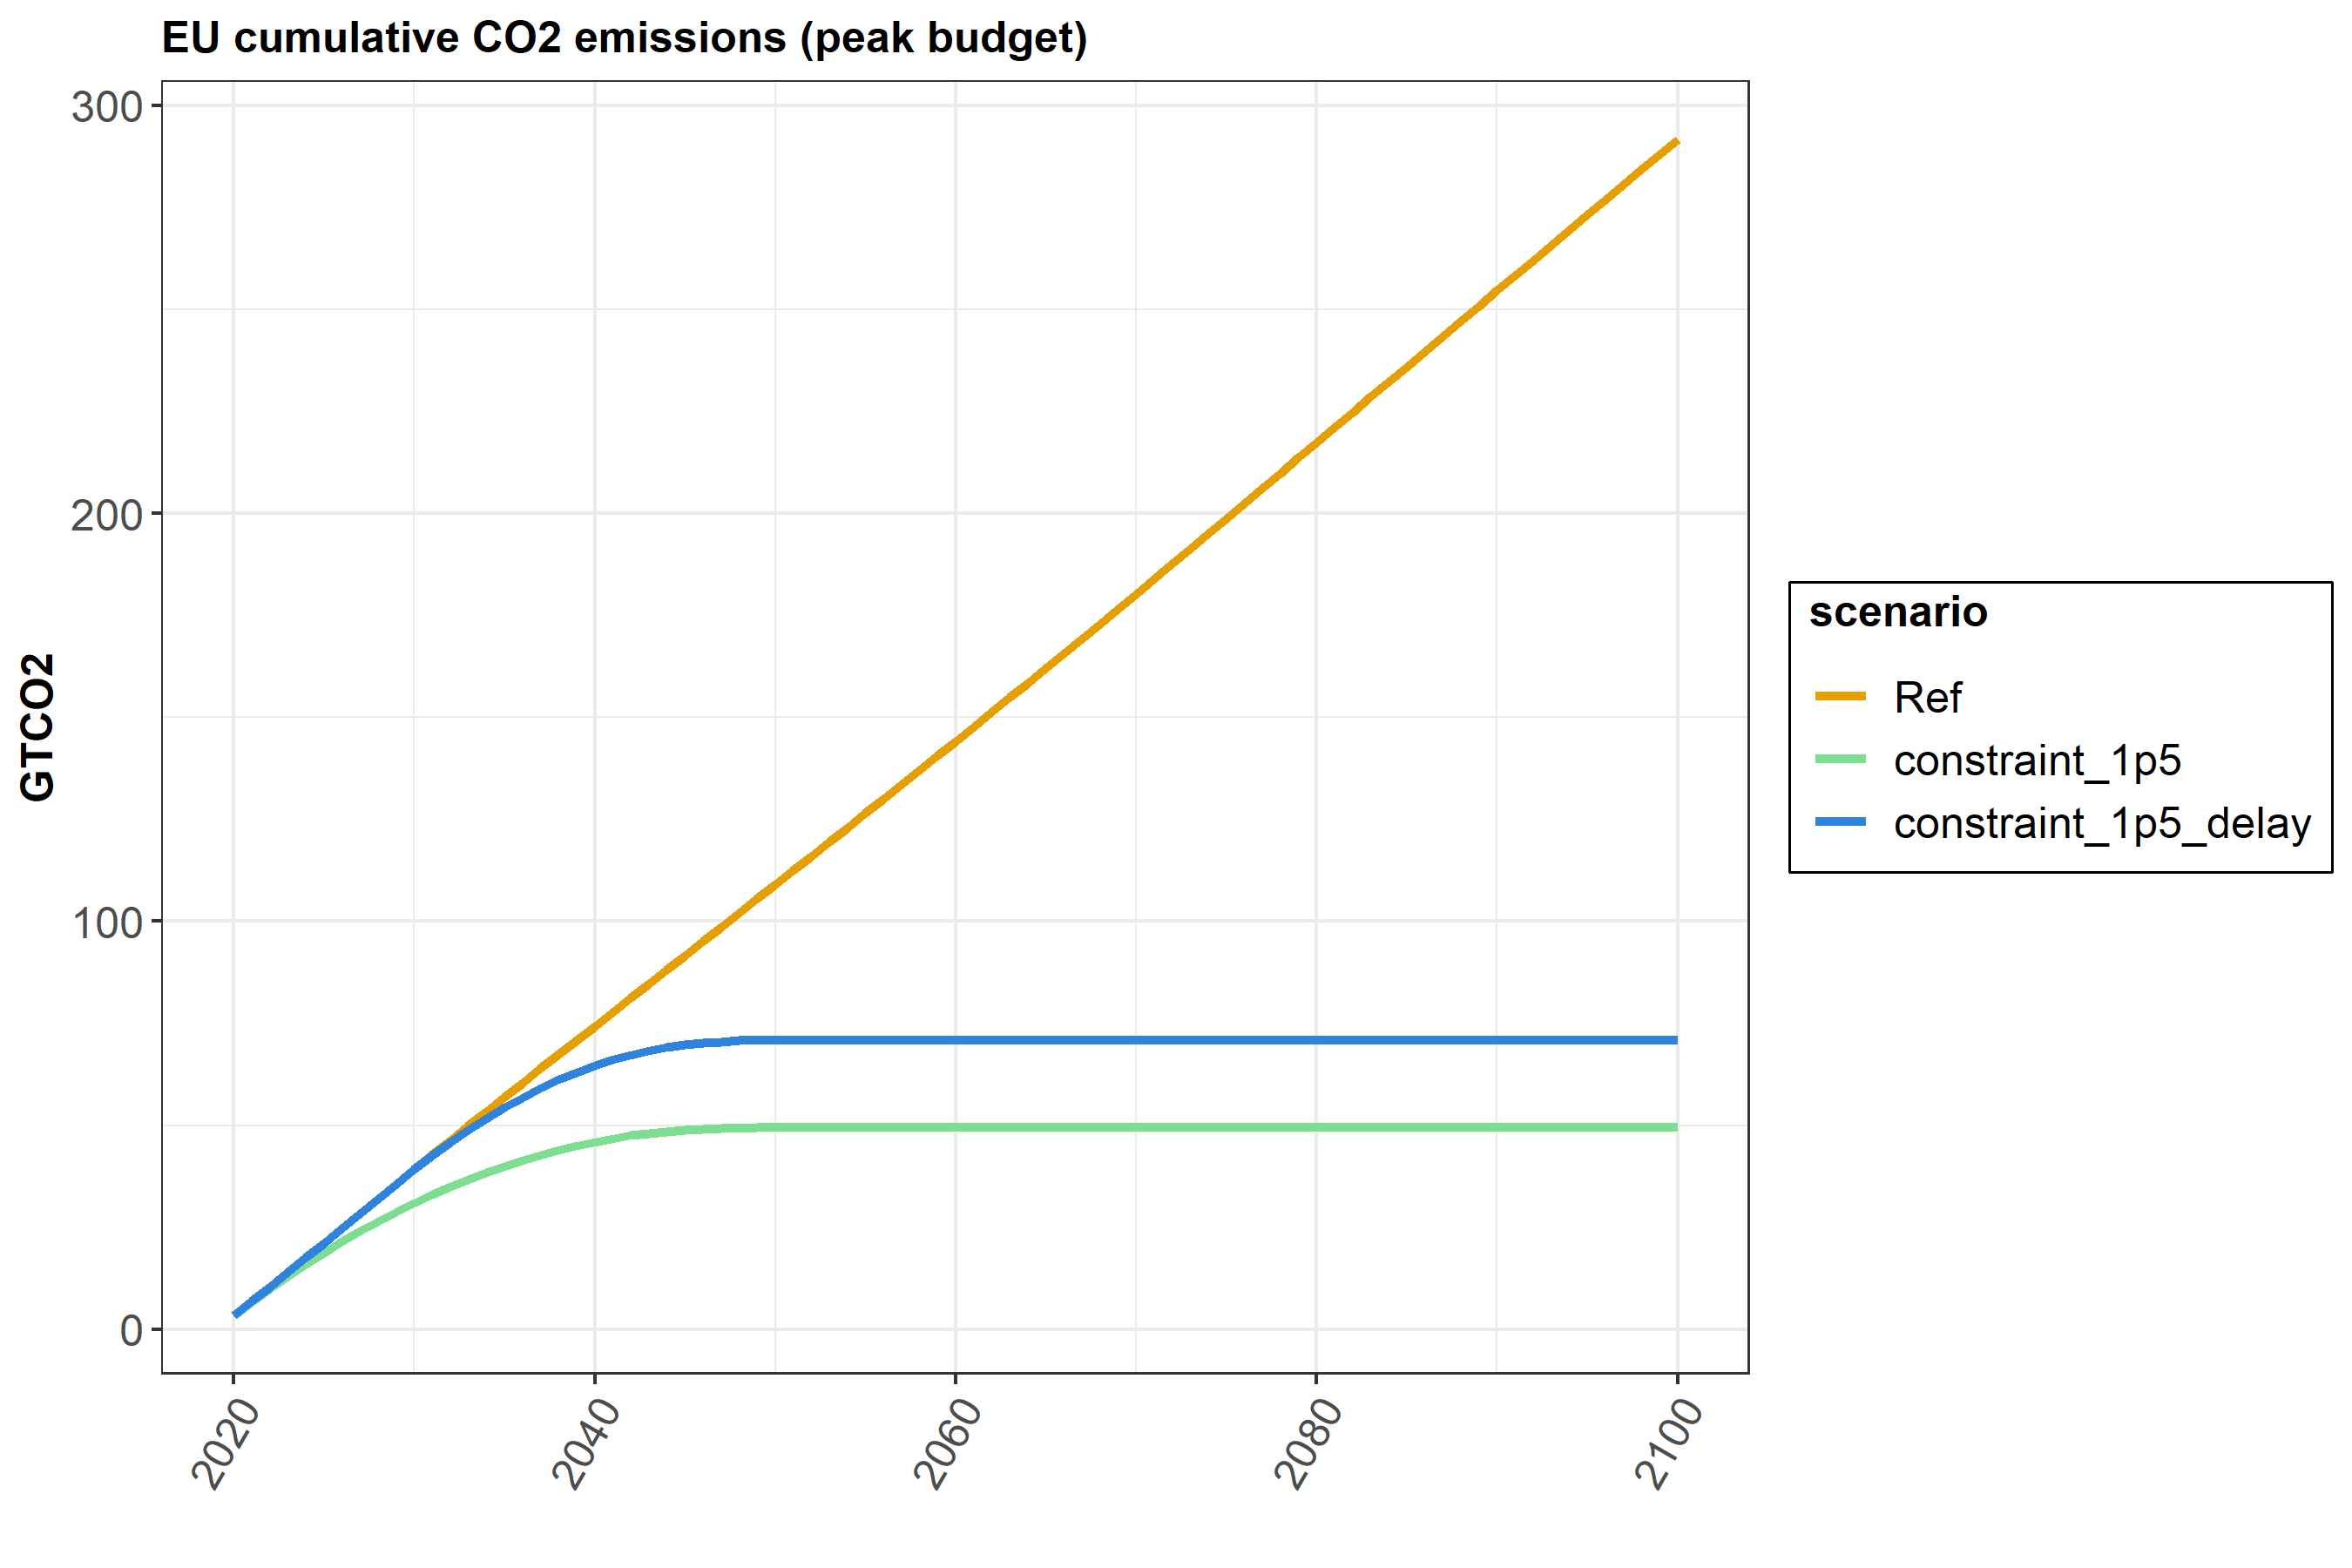 EU cumulative CO2 emissions (peak budget)
GTCO2
300
200
100
0
2020
2040
2060
2080
2100
scenario
Ref
constraint_1p5
constraint_1p5_delay